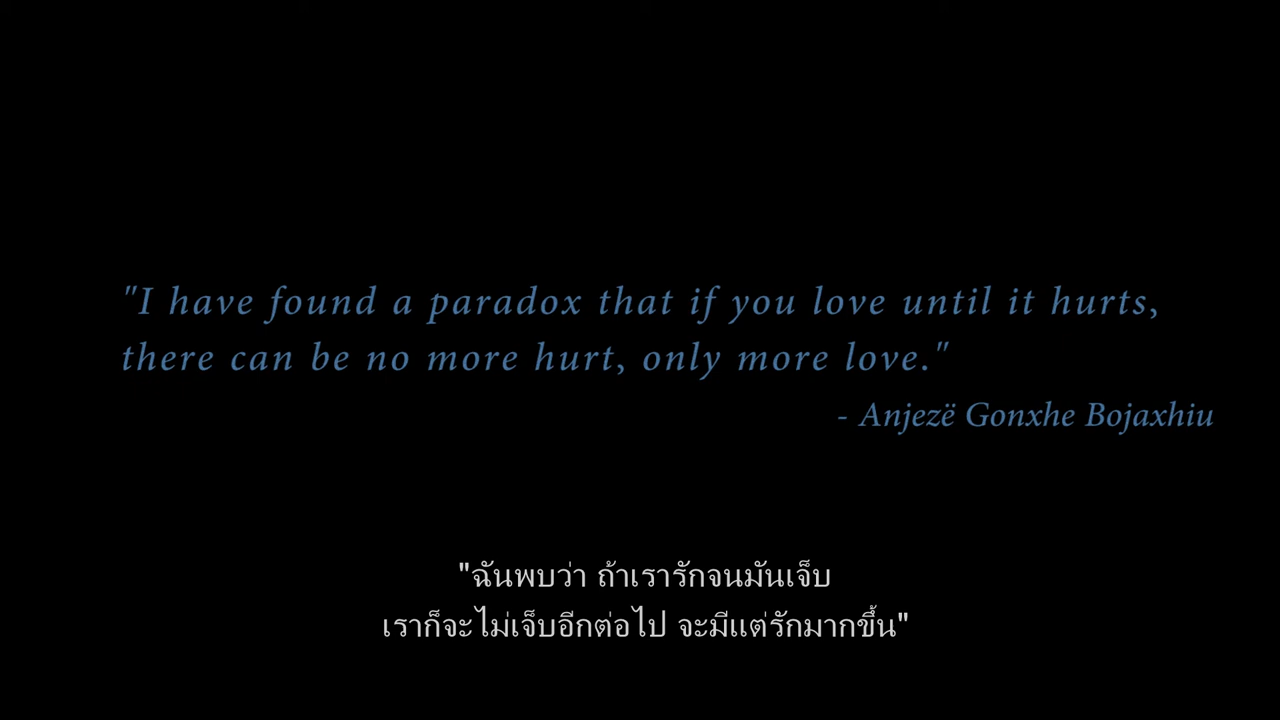 "I have found a paradox that if you love until it hurts,
there can be no more hurt, only more love."
- Anjezë Gonxhe Bojaxhiu
"ฉันพบว่า ถ้าเรารักจนมันเจ็บ
เราก็จะไม่เจ็บอีกต่อไป จะมีแต่รักมากขึ้น"